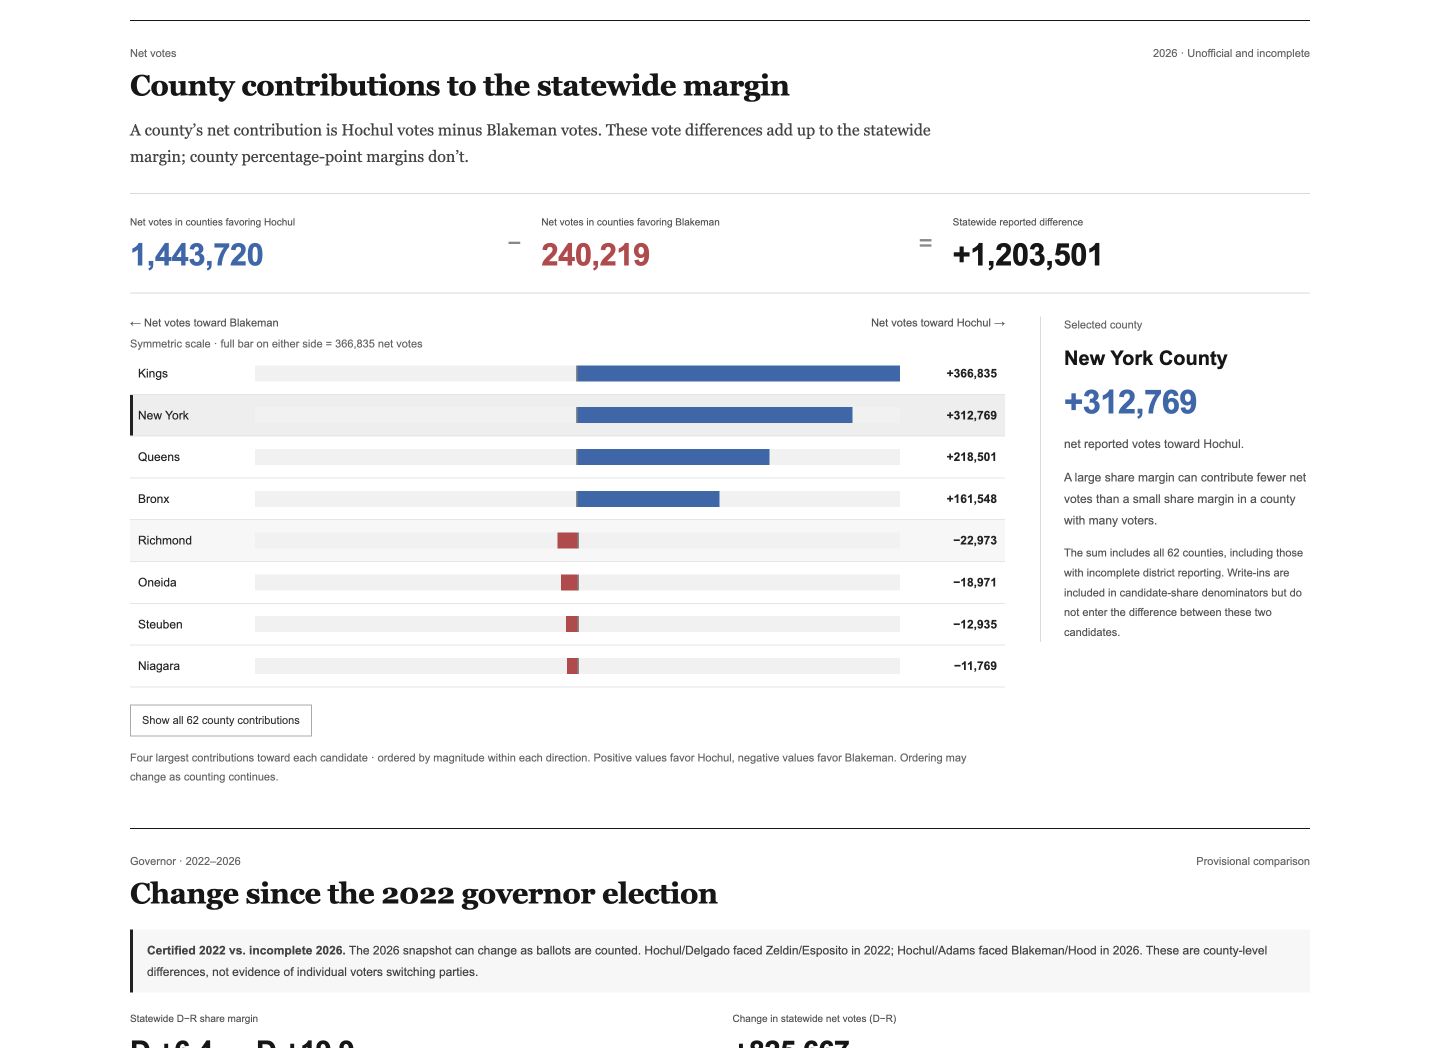 Net votes
2026 · Unofficial and incomplete
County contributions to the statewide margin
A county’s net contribution is Hochul votes minus Blakeman votes. These vote differences add up to the statewide
margin; county percentage-point margins don’t.
Net votes in counties favoring Hochul
1,443,720
−
Net votes in counties favoring Blakeman
240,219
=
Statewide reported difference
+1,203,501
← Net votes toward Blakeman
Net votes toward Hochul →
Symmetric scale · full bar on either side = 366,835 net votes
Kings +366,835
New York +312,769
Queens +218,501
Bronx +161,548
Richmond −22,973
Oneida −18,971
Steuben −12,935
Niagara −11,769
Show all 62 county contributions
Four largest contributions toward each candidate · ordered by magnitude within each direction. Positive values favor Hochul, negative values favor Blakeman. Ordering may
change as counting continues.
Selected county
New York County
+312,769
net reported votes toward Hochul.
A large share margin can contribute fewer net
votes than a small share margin in a county
with many voters.
The sum includes all 62 counties, including those
with incomplete district reporting. Write-ins are
included in candidate-share denominators but do
not enter the difference between these two
candidates.
Governor · 2022–2026
Provisional comparison
Change since the 2022 governor election
Certified 2022 vs. incomplete 2026. The 2026 snapshot can change as ballots are counted. Hochul/Delgado faced Zeldin/Esposito in 2022; Hochul/Adams faced Blakeman/Hood in 2026. These are county-level
differences, not evidence of individual voters switching parties.
Statewide D−R share margin
Change in statewide net votes (D−R)